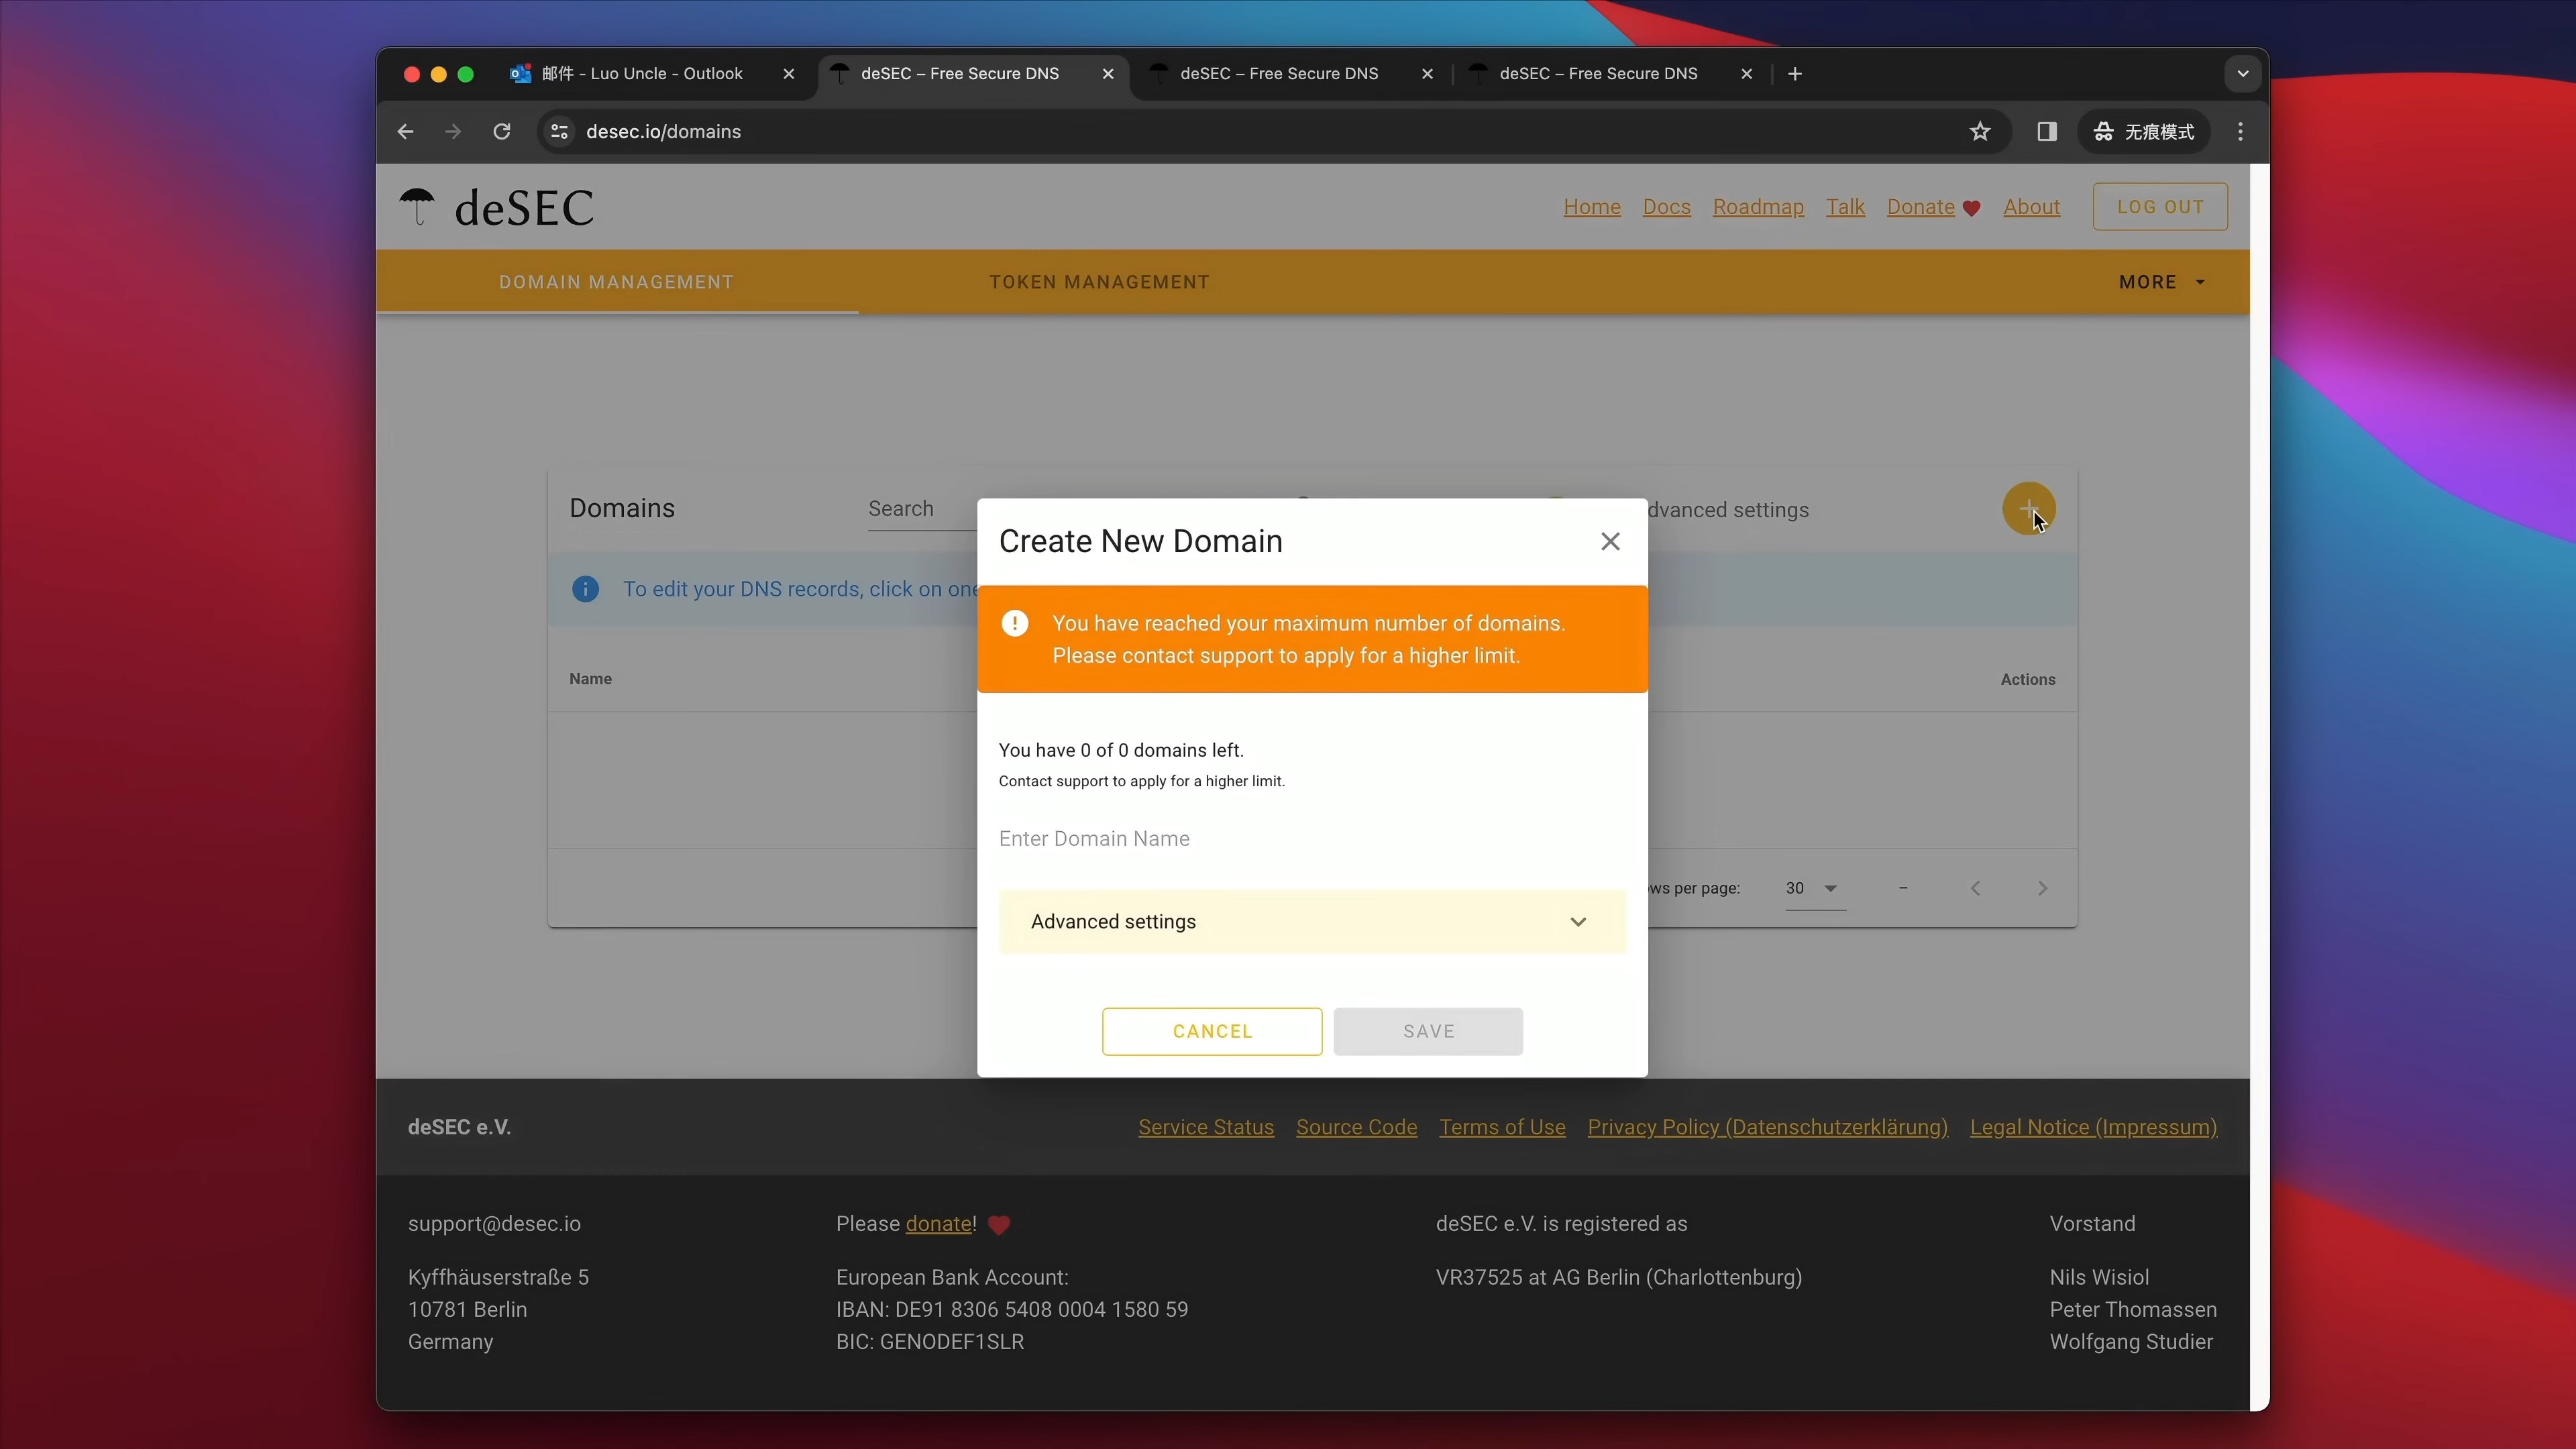 邮件 - Luo Uncle - Outlook
deSEC – Free Secure DNS
deSEC – Free Secure DNS
deSEC – Free Secure DNS
desec.io/domains
无痕模式
deSEC
Home Docs Roadmap Talk Donate About LOG OUT
DOMAIN MANAGEMENT TOKEN MANAGEMENT MORE
Domains Search dvanced settings
To edit your DNS records, click on one
Name Actions
ws per page: 30 –
Create New Domain
You have reached your maximum number of domains.
Please contact support to apply for a higher limit.
You have 0 of 0 domains left.
Contact support to apply for a higher limit.
Enter Domain Name
Advanced settings
CANCEL SAVE
deSEC e.V.
Service Status Source Code Terms of Use Privacy Policy (Datenschutzerklärung) Legal Notice (Impressum)
support@desec.io
Kyffhäuserstraße 5
10781 Berlin
Germany
Please donate!
European Bank Account:
IBAN: DE91 8306 5408 0004 1580 59
BIC: GENODEF1SLR
deSEC e.V. is registered as
VR37525 at AG Berlin (Charlottenburg)
Vorstand
Nils Wisiol
Peter Thomassen
Wolfgang Studier